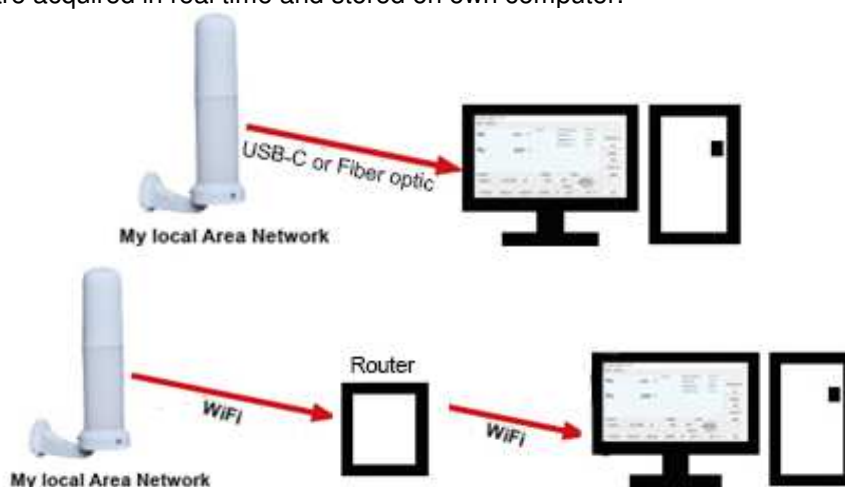 are acquired in real time and stored on own computer.
USB-C or Fiber optic
My local Area Network
Router
WiFi
WiFi
My local Area Network